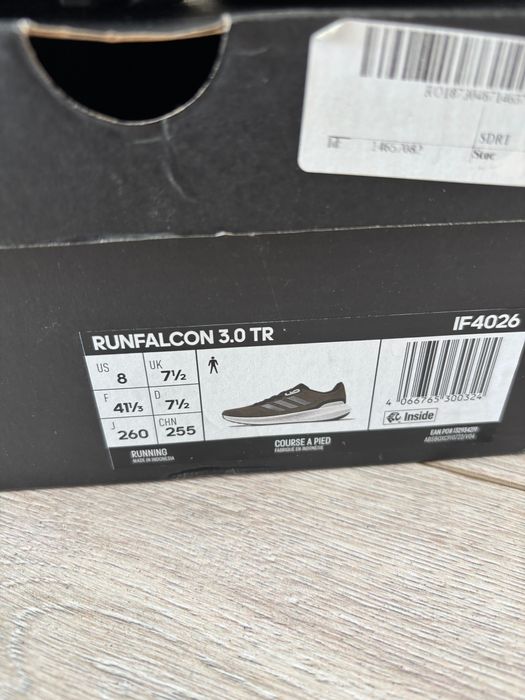 SDRT
14657082
RUNFALCON 3.0 TR
IF4026
US 8 UK 7½
F 41⅓ D 7½
J 260 CHN 255
4 066765 300324
Inside
RUNNING
MADE IN INDONESIA
COURSE A PIED
FABRIQUE EN INDONESIE